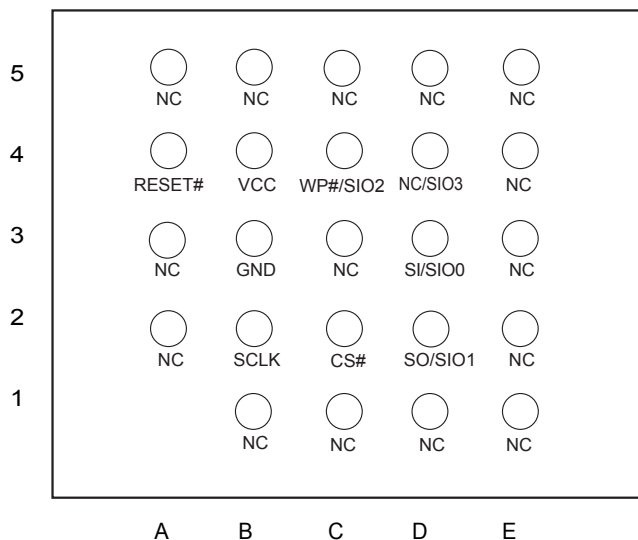 5
NC NC NC NC NC
4
RESET# VCC WP#/SIO2 NC/SIO3 NC
3
NC GND NC SI/SIO0 NC
2
NC SCLK CS# SO/SIO1 NC
1
NC NC NC NC
A B C D E